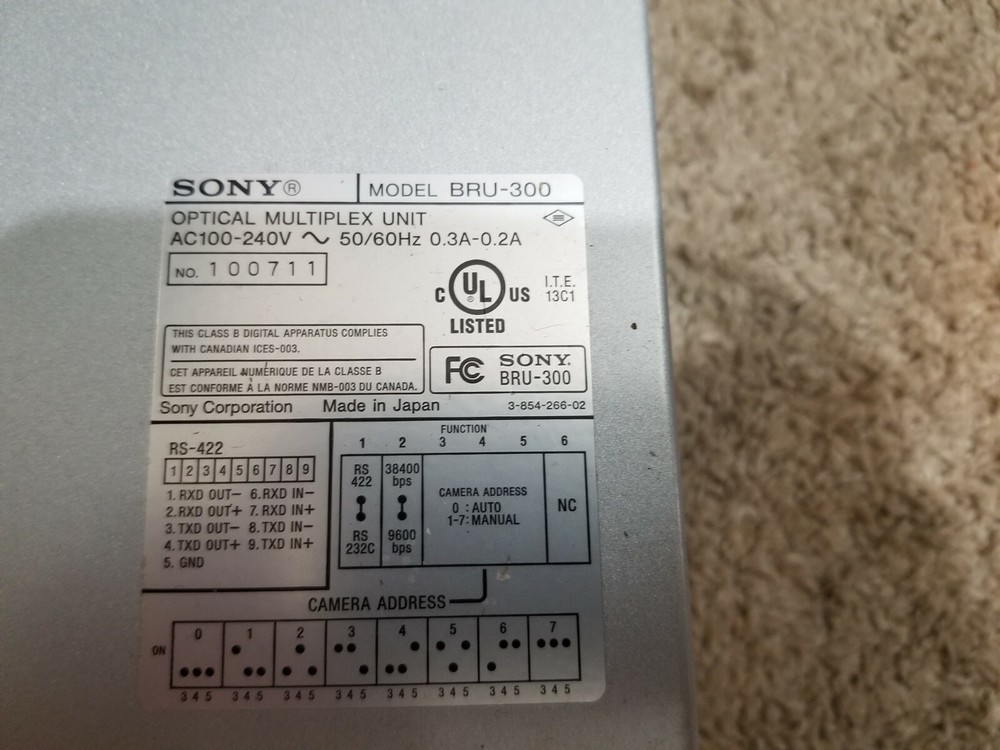 SONY® MODEL BRU-300
OPTICAL MULTIPLEX UNIT
AC100-240V ~ 50/60Hz 0.3A-0.2A
NO. 100711
C UL ® US I.T.E.
13C1
LISTED
THIS CLASS B DIGITAL APPARATUS COMPLIES
WITH CANADIAN ICES-003.
CET APPAREIL NUMÉRIQUE DE LA CLASSE B
EST CONFORME À LA NORME NMB-003 DU CANADA.
FC SONY.
BRU-300
Sony Corporation Made in Japan 3-854-266-02
RS-422
1 2 3 4 5 6 7 8 9
1. RXD OUT- 6. RXD IN-
2. RXD OUT+ 7. RXD IN+
3. TXD OUT- 8. TXD IN-
4. TXD OUT+ 9. TXD IN+
5. GND
FUNCTION
1 2 3 4 5 6
RS
422
RS
232C
38400
bps
9600
bps
CAMERA ADDRESS
0 : AUTO
1-7: MANUAL
NC
CAMERA ADDRESS
0 1 2 3 4 5 6 7
ON
3 4 5 3 4 5 3 4 5 3 4 5 3 4 5 3 4 5 3 4 5 3 4 5